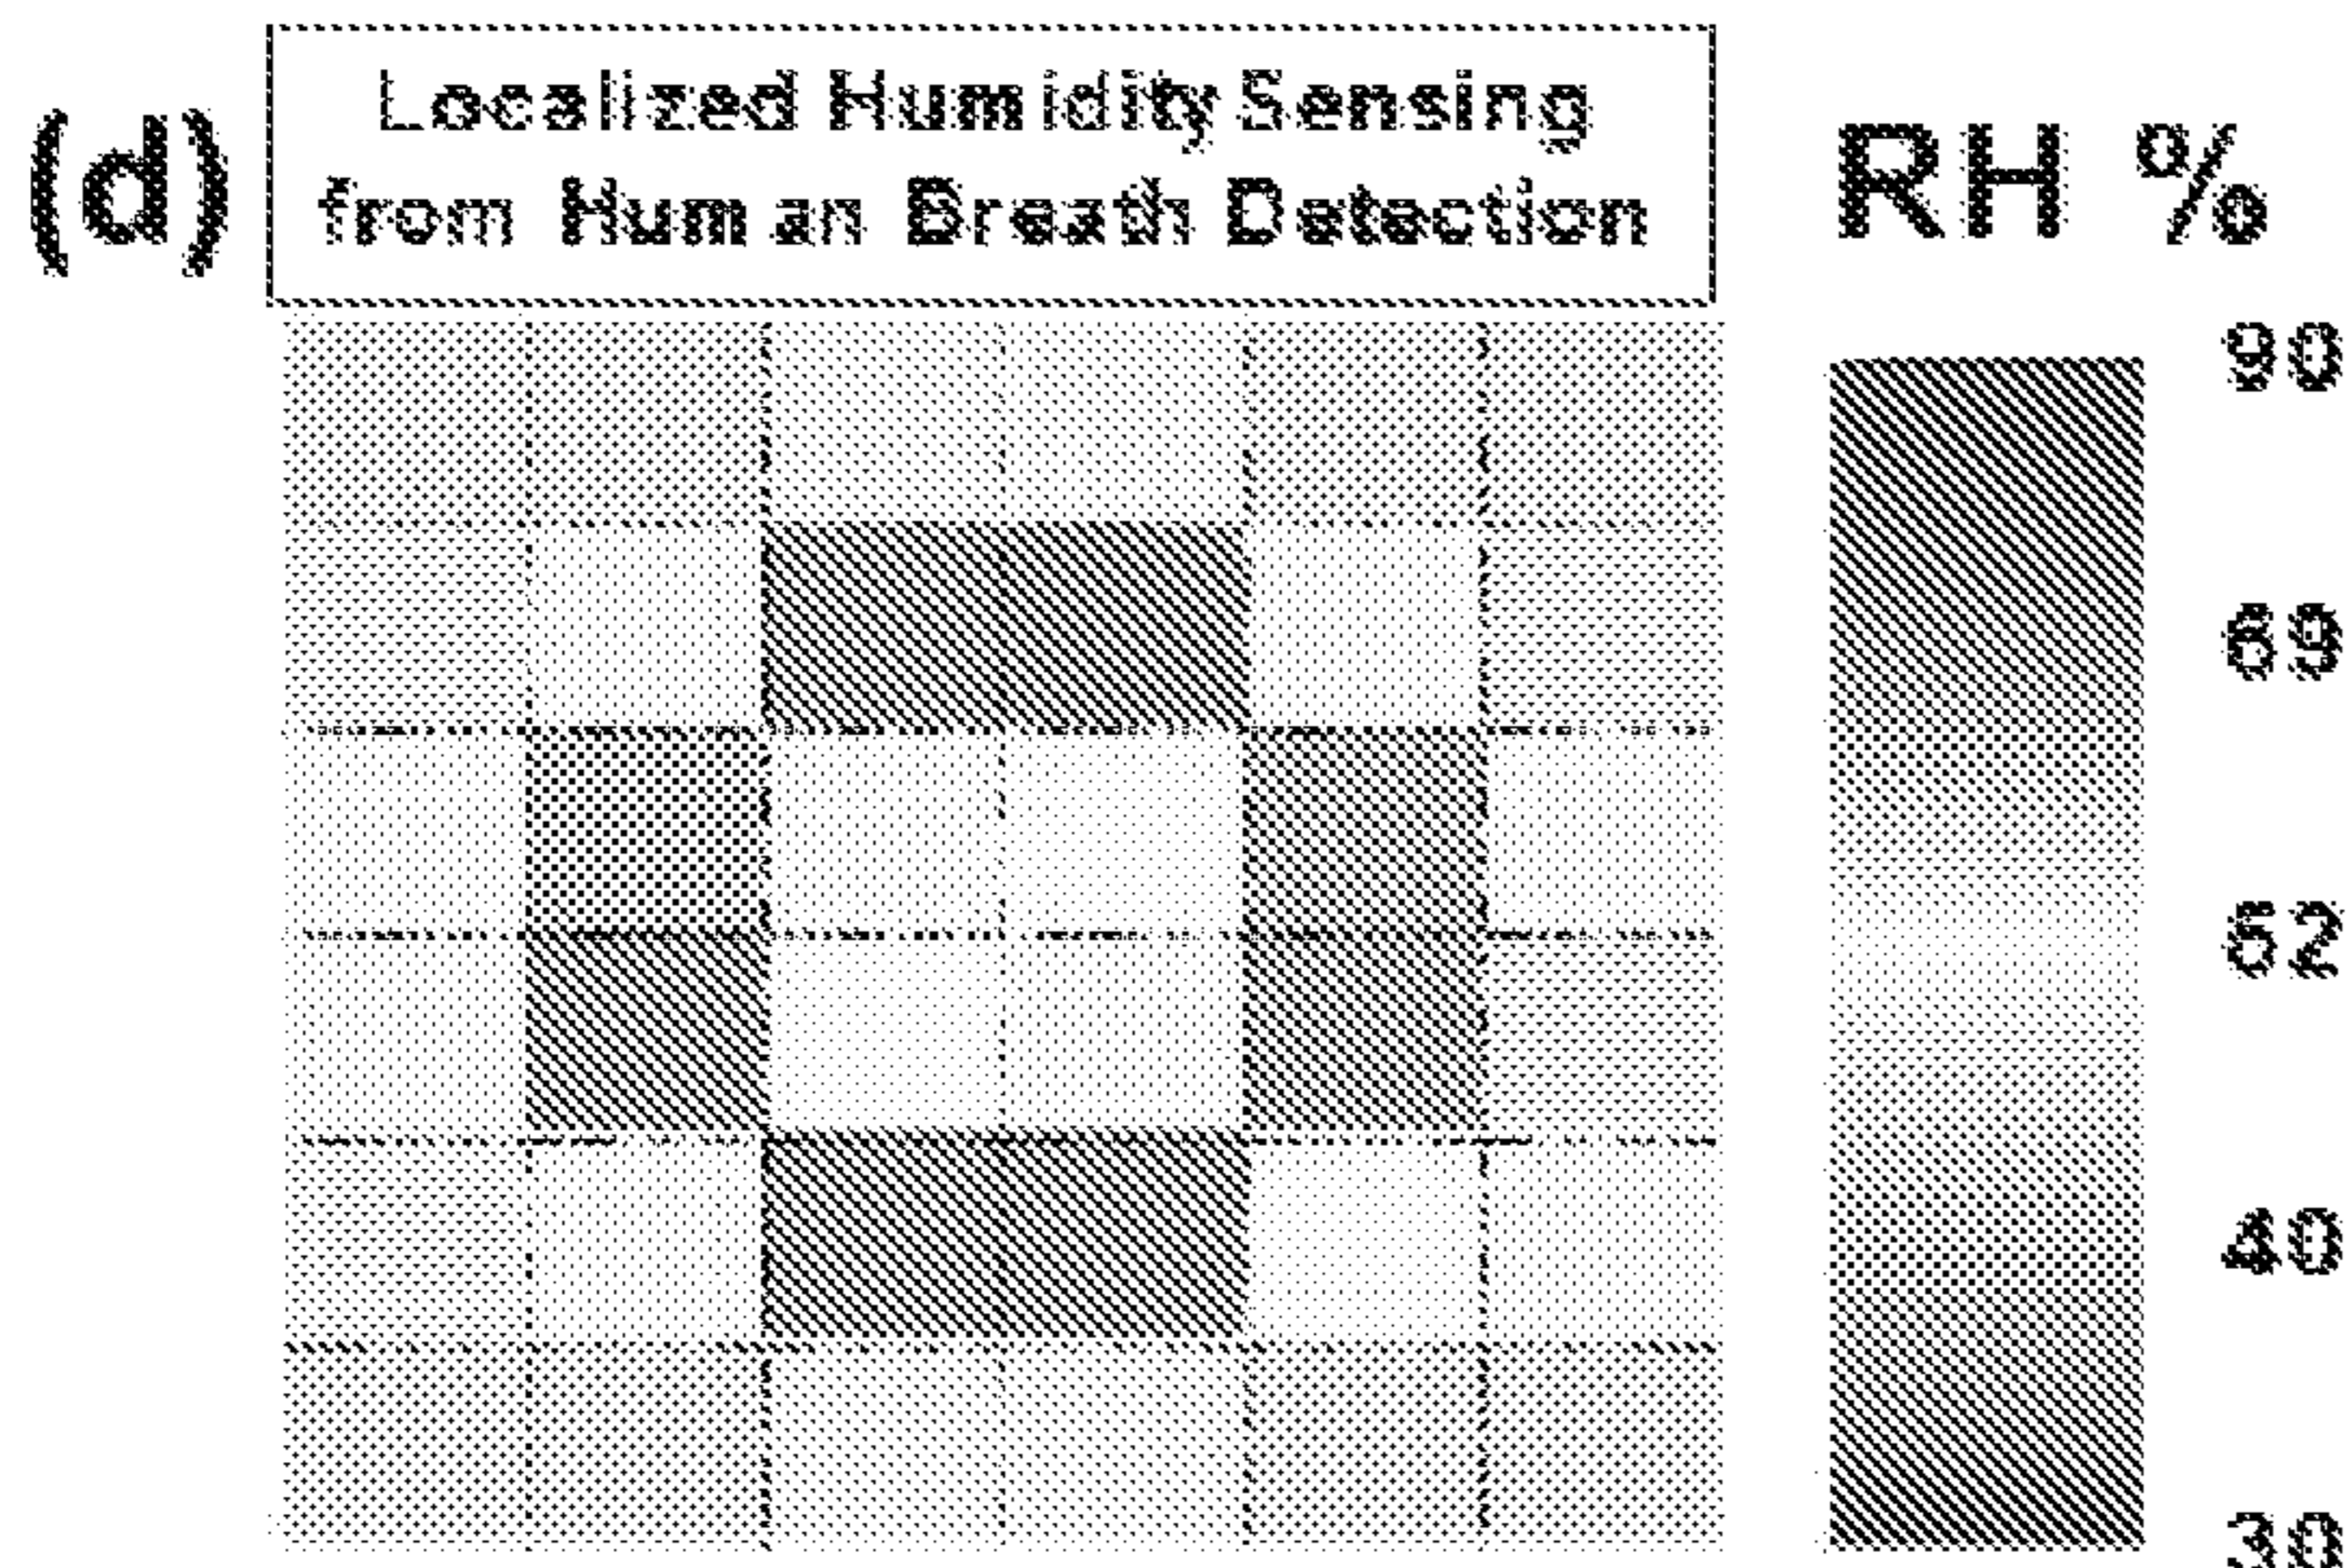 (d)
Localized Humidity Sensing
from Human Breath Detection
RH %
90
69
52
40
30